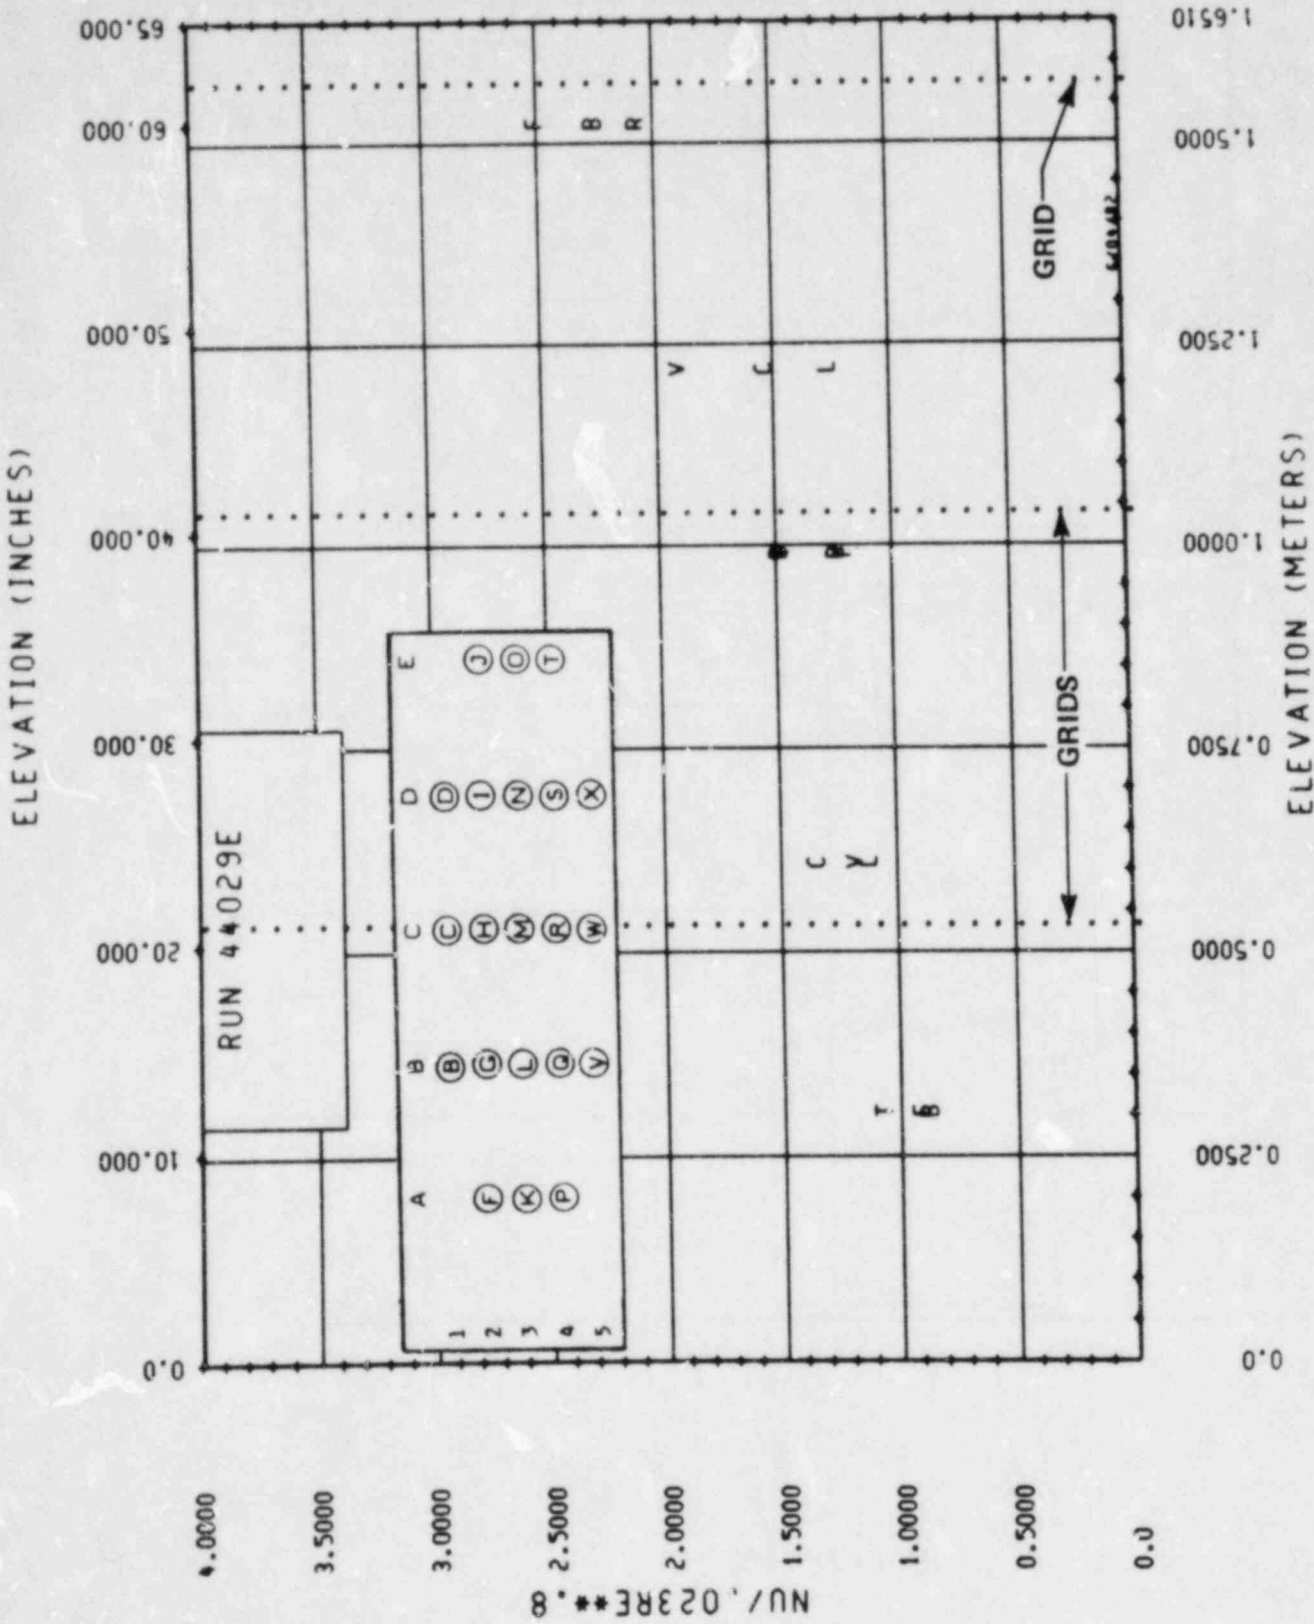 ELEVATION (INCHES)
0.0
10.000
20.000
30.000
40.000
50.000
60.000
65.000
RUN 44029E
A B C D E
1 B C D
2 F G H I J
3 K L M N O
4 P Q R S T
5 V W X
NU/.023RE**.8
4.0000
3.5000
3.0000
2.5000
2.0000
1.5000
1.0000
0.5000
0.0
T
B
C
V
L
V
C
L
F
B
R
GRIDS
GRID
0.0
0.2500
0.5000
0.7500
1.0000
1.2500
1.5000
1.6510
ELEVATION (METERS)